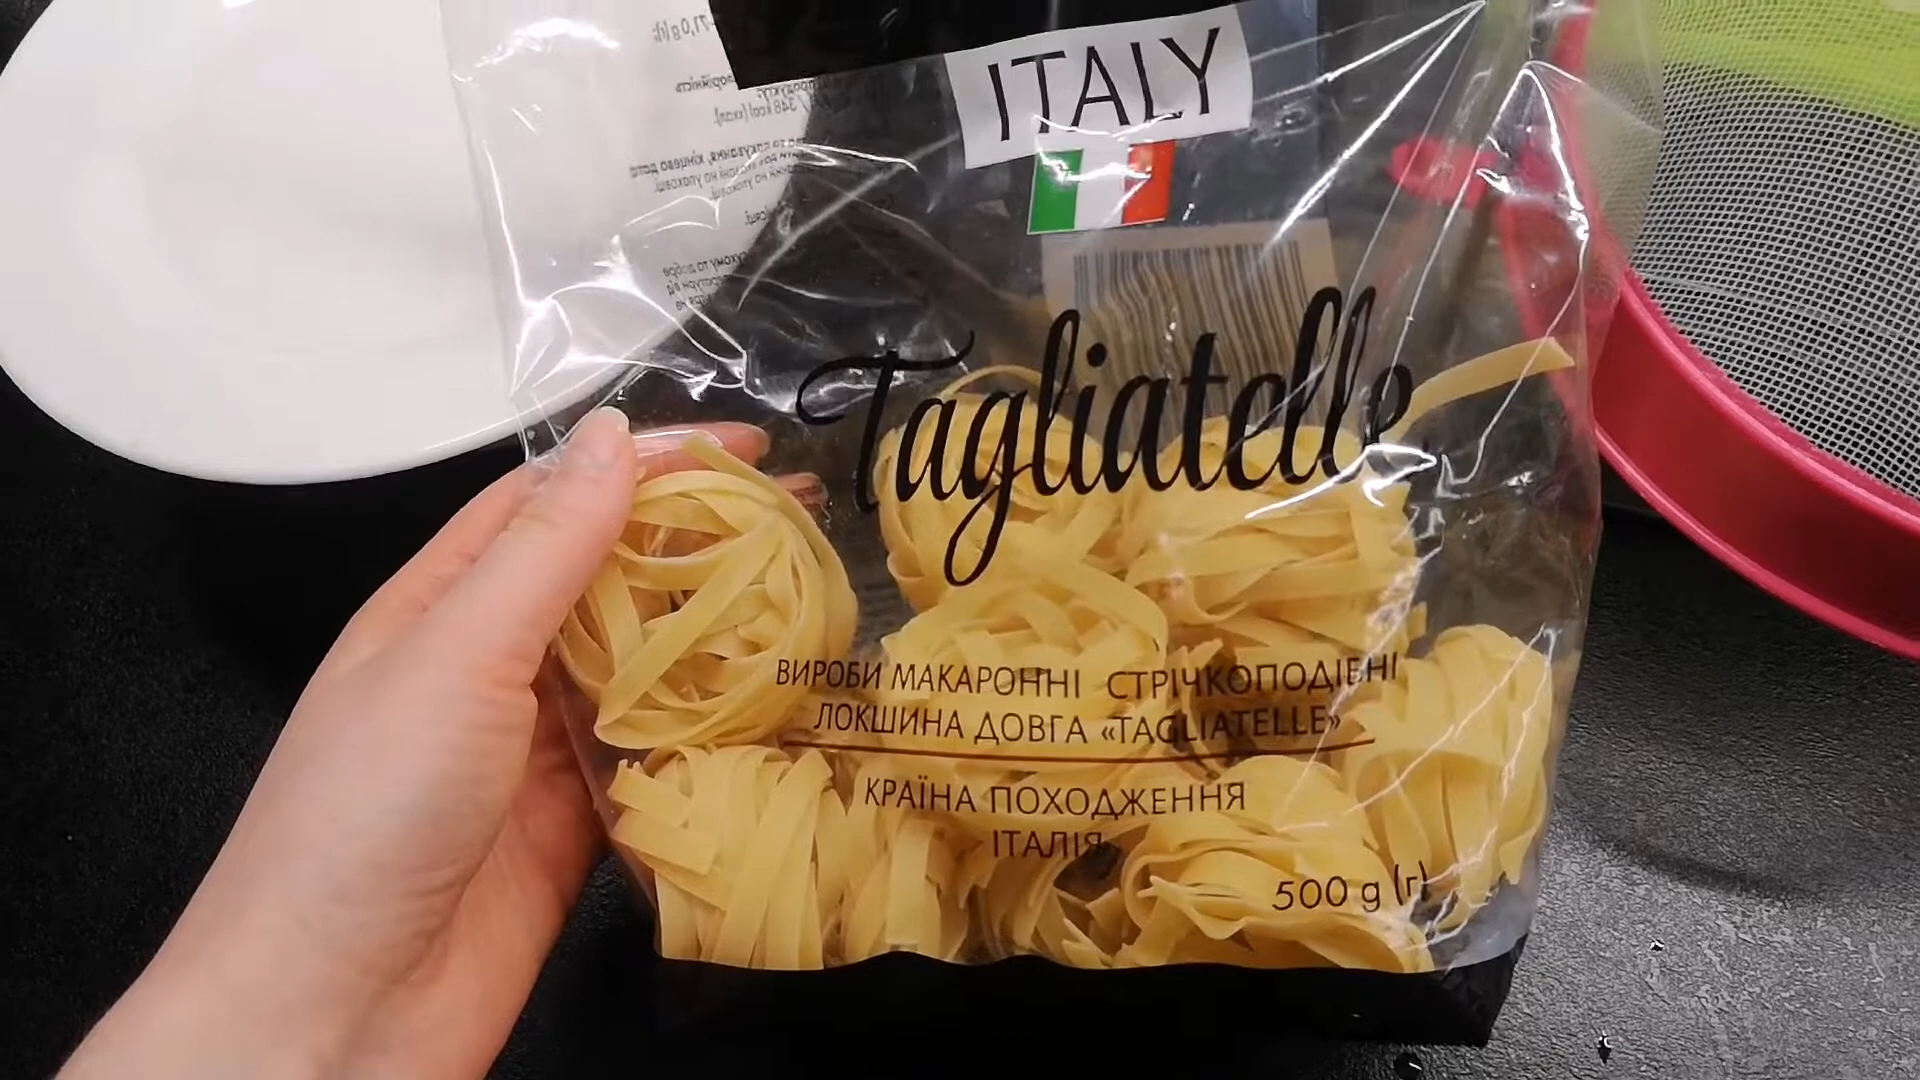 ITALY
Tagliatelle
ВИРОБИ МАКАРОННІ СТРІЧКОПОДІБНІ
ЛОКШИНА ДОВГА «TAGLIATELLE»
КРАЇНА ПОХОДЖЕННЯ
ІТАЛІЯ
500 g (г)